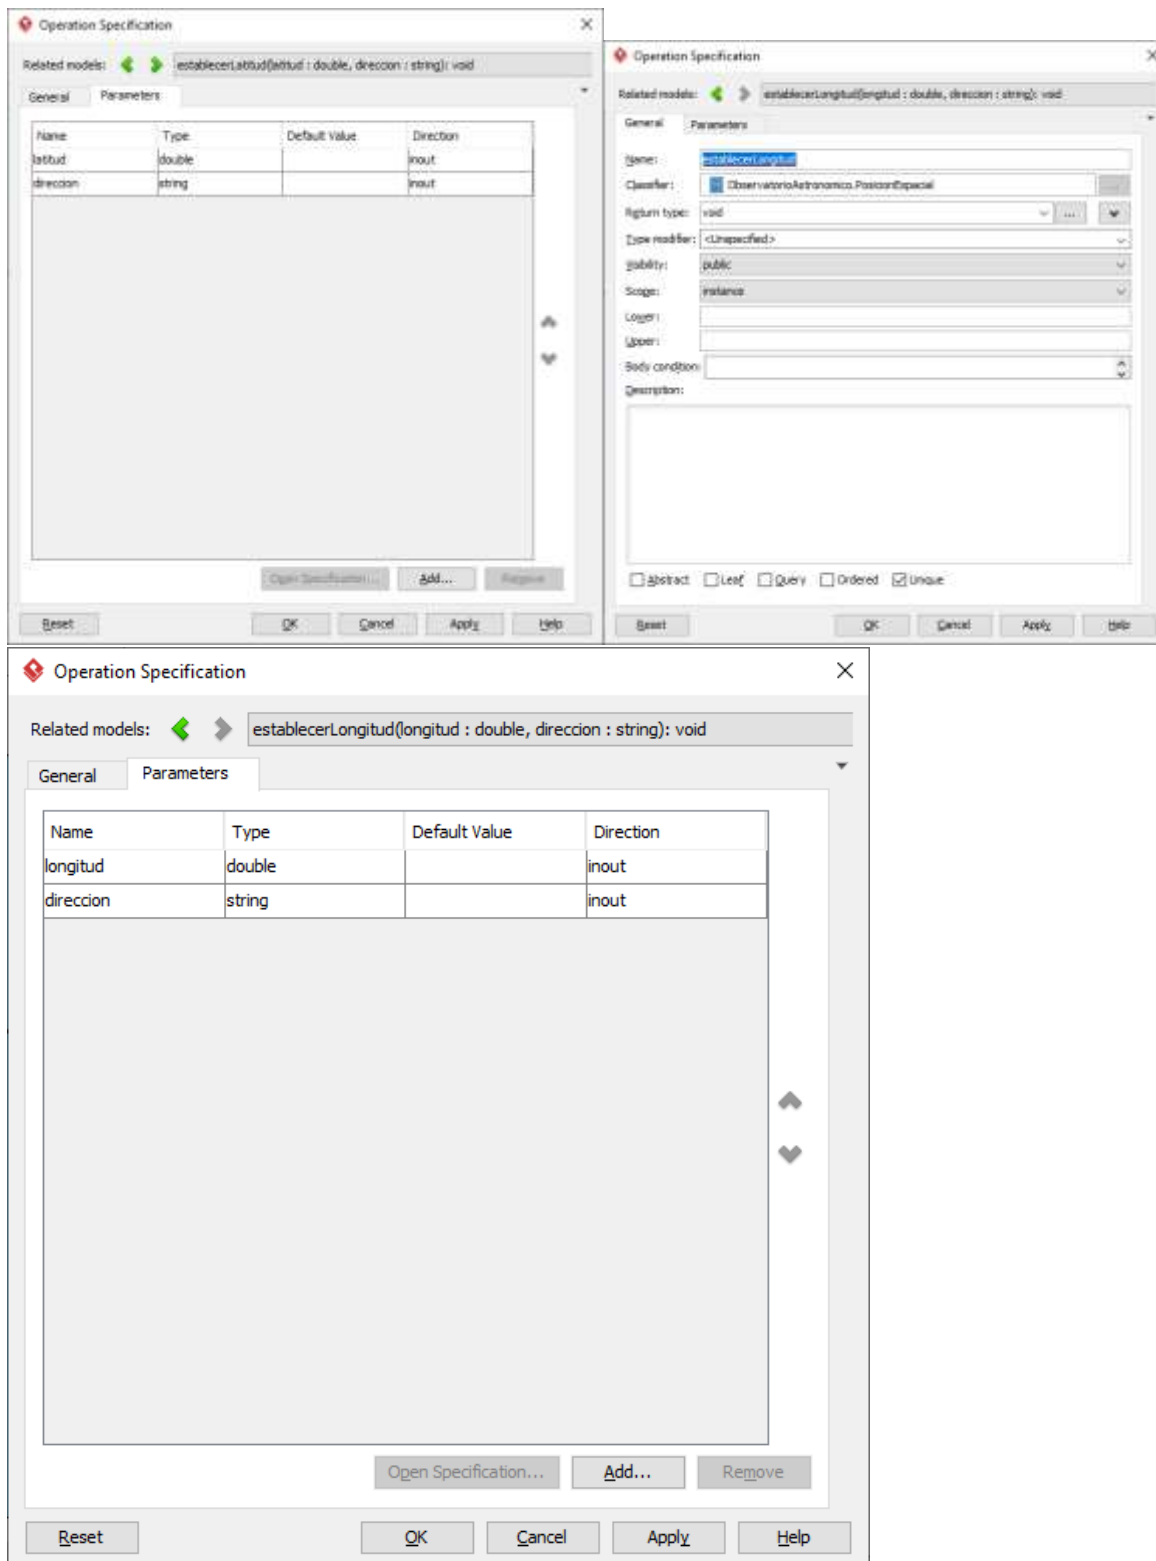 Operation Specification
Related models: establecerLatitud(latitud : double, direccion : string): void
General Parameters
Name Type Default Value Direction
latitud double inout
direccion string inout
Open Specification... Add... Remove
Reset OK Cancel Apply Help
Operation Specification
Related models: establecerLongitud(longitud : double, direccion : string): void
General Parameters
Name: establecerLongitud
Classifier: ObservatorioAstronomico.PosicionEspacial
Return type: void ...
Type modifier: <Unspecified>
Visibility: public
Scope: instance
Lower:
Upper:
Body condition:
Description:
Abstract Leaf Query Ordered Unique
Reset OK Cancel Apply Help
Operation Specification
Related models: establecerLongitud(longitud : double, direccion : string): void
General Parameters
Name Type Default Value Direction
longitud double inout
direccion string inout
Open Specification... Add... Remove
Reset OK Cancel Apply Help